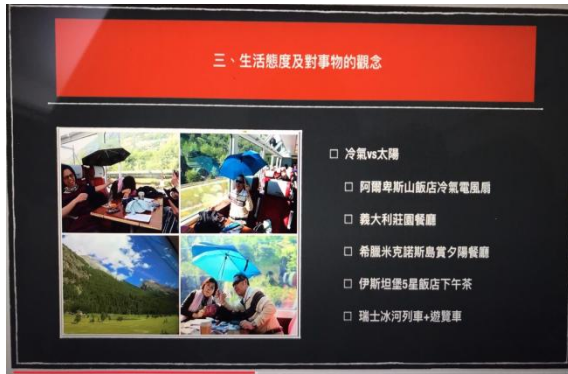 三、生活態度及對事物的觀念
冷氣vs太陽
阿爾卑斯山飯店冷氣電風扇
義大利莊園餐廳
希臘米克諾斯島賞夕陽餐廳
伊斯坦堡5星飯店下午茶
瑞士冰河列車+遊覽車